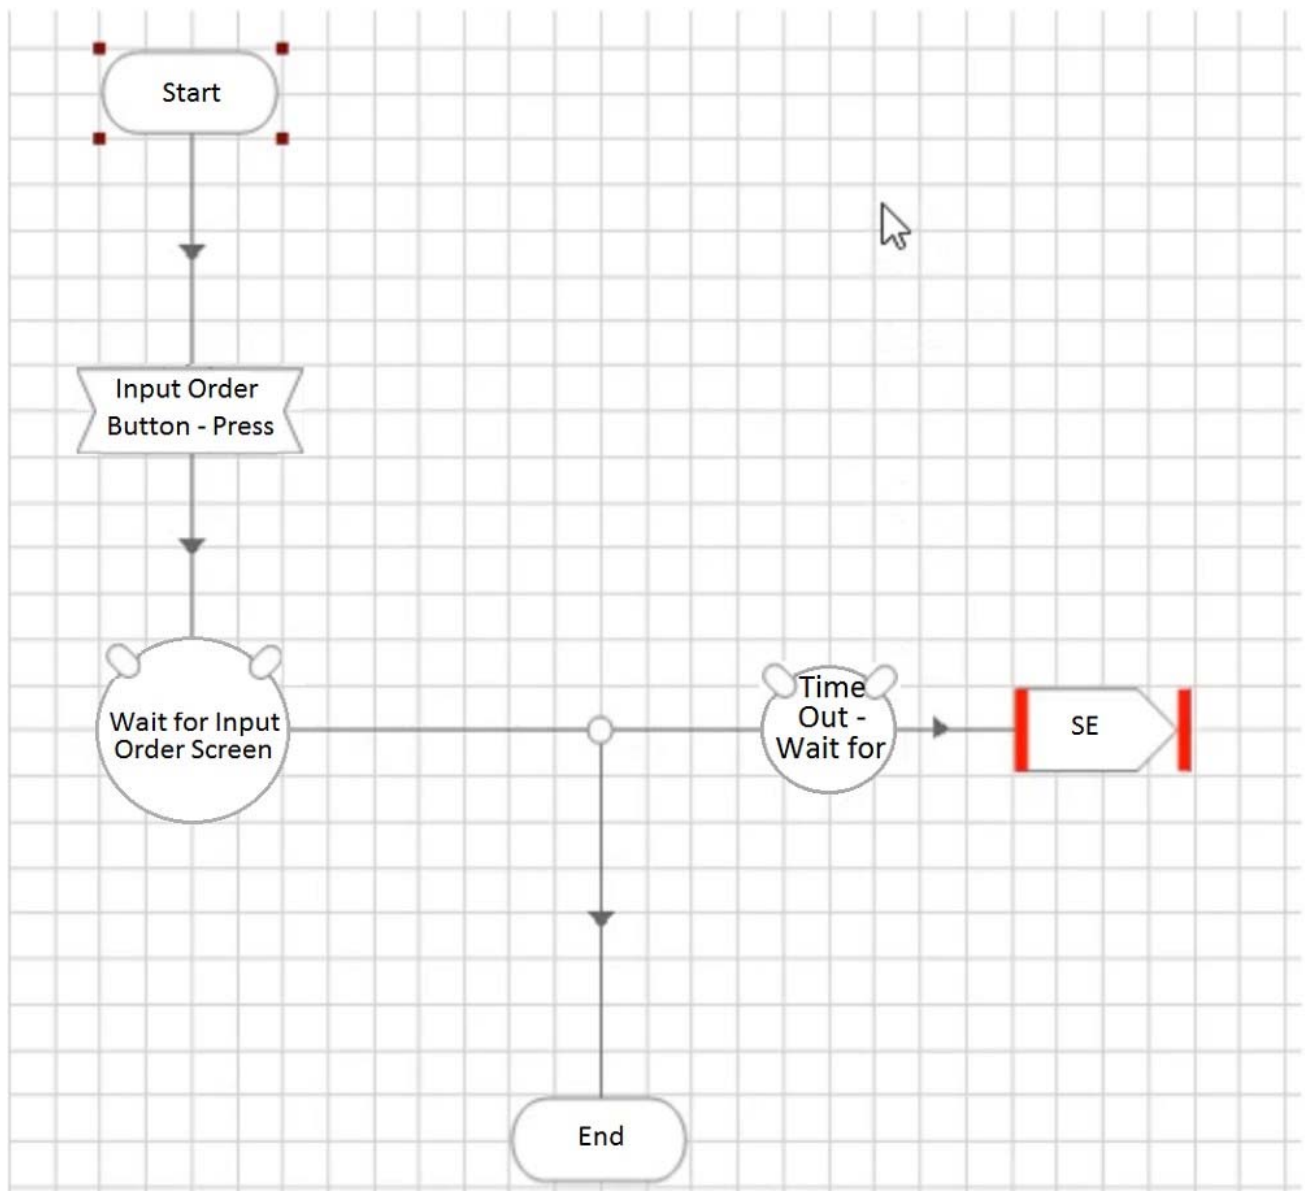 Start
Input Order
Button - Press
Wait for Input
Order Screen
Time
Out -
Wait for
SE
End